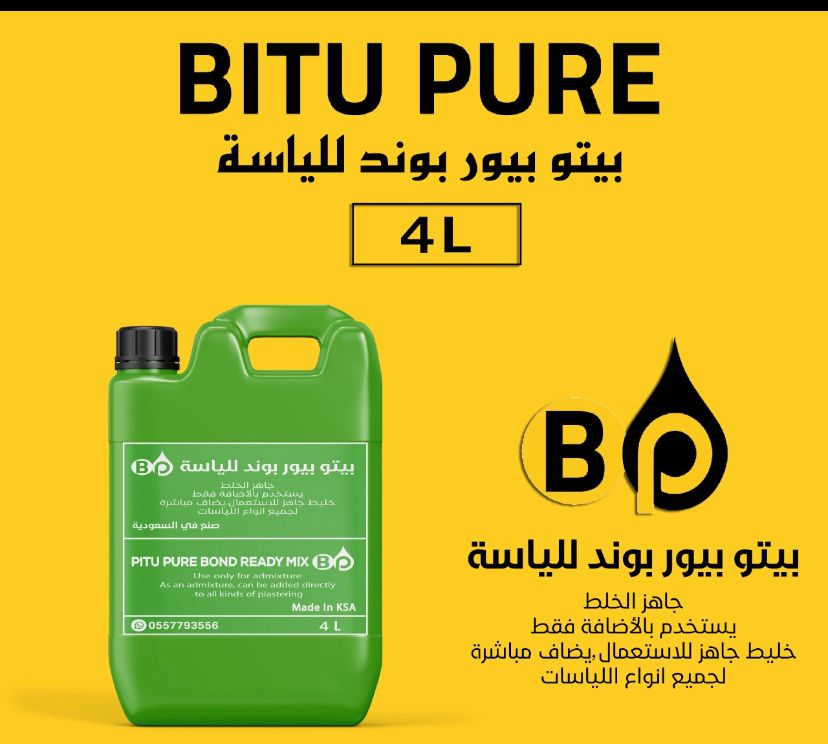 BITU PURE
بيتو بيور بوند للياسة
4L
BP بيتو بيور بوند للياسة
جاهز الخلط
يستخدم بالأضافة فقط
خليط جاهز للاستعمال,يضاف مباشرة
لجميع انواع اللياسات
صنع في السعودية
PITU PURE BOND READY MIX BP
Use only for admixture
As an admixture, can be added directly
to all kinds of plastering
Made In KSA
0557793556
4 L
BP
بيتو بيور بوند للياسة
جاهز الخلط
يستخدم بالأضافة فقط
خليط جاهز للاستعمال,يضاف مباشرة
لجميع انواع اللياسات